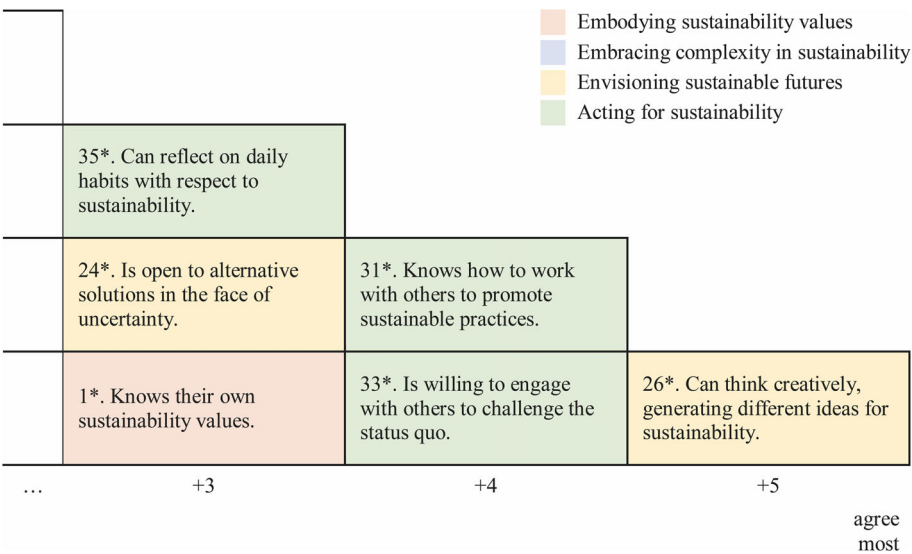 Embodying sustainability values
Embracing complexity in sustainability
Envisioning sustainable futures
Acting for sustainability
35*. Can reflect on daily
habits with respect to
sustainability.
24*. Is open to alternative
solutions in the face of
uncertainty.
31*. Knows how to work
with others to promote
sustainable practices.
1*. Knows their own
sustainability values.
33*. Is willing to engage
with others to challenge the
status quo.
26*. Can think creatively,
generating different ideas for
sustainability.
... +3 +4 +5
agree
most